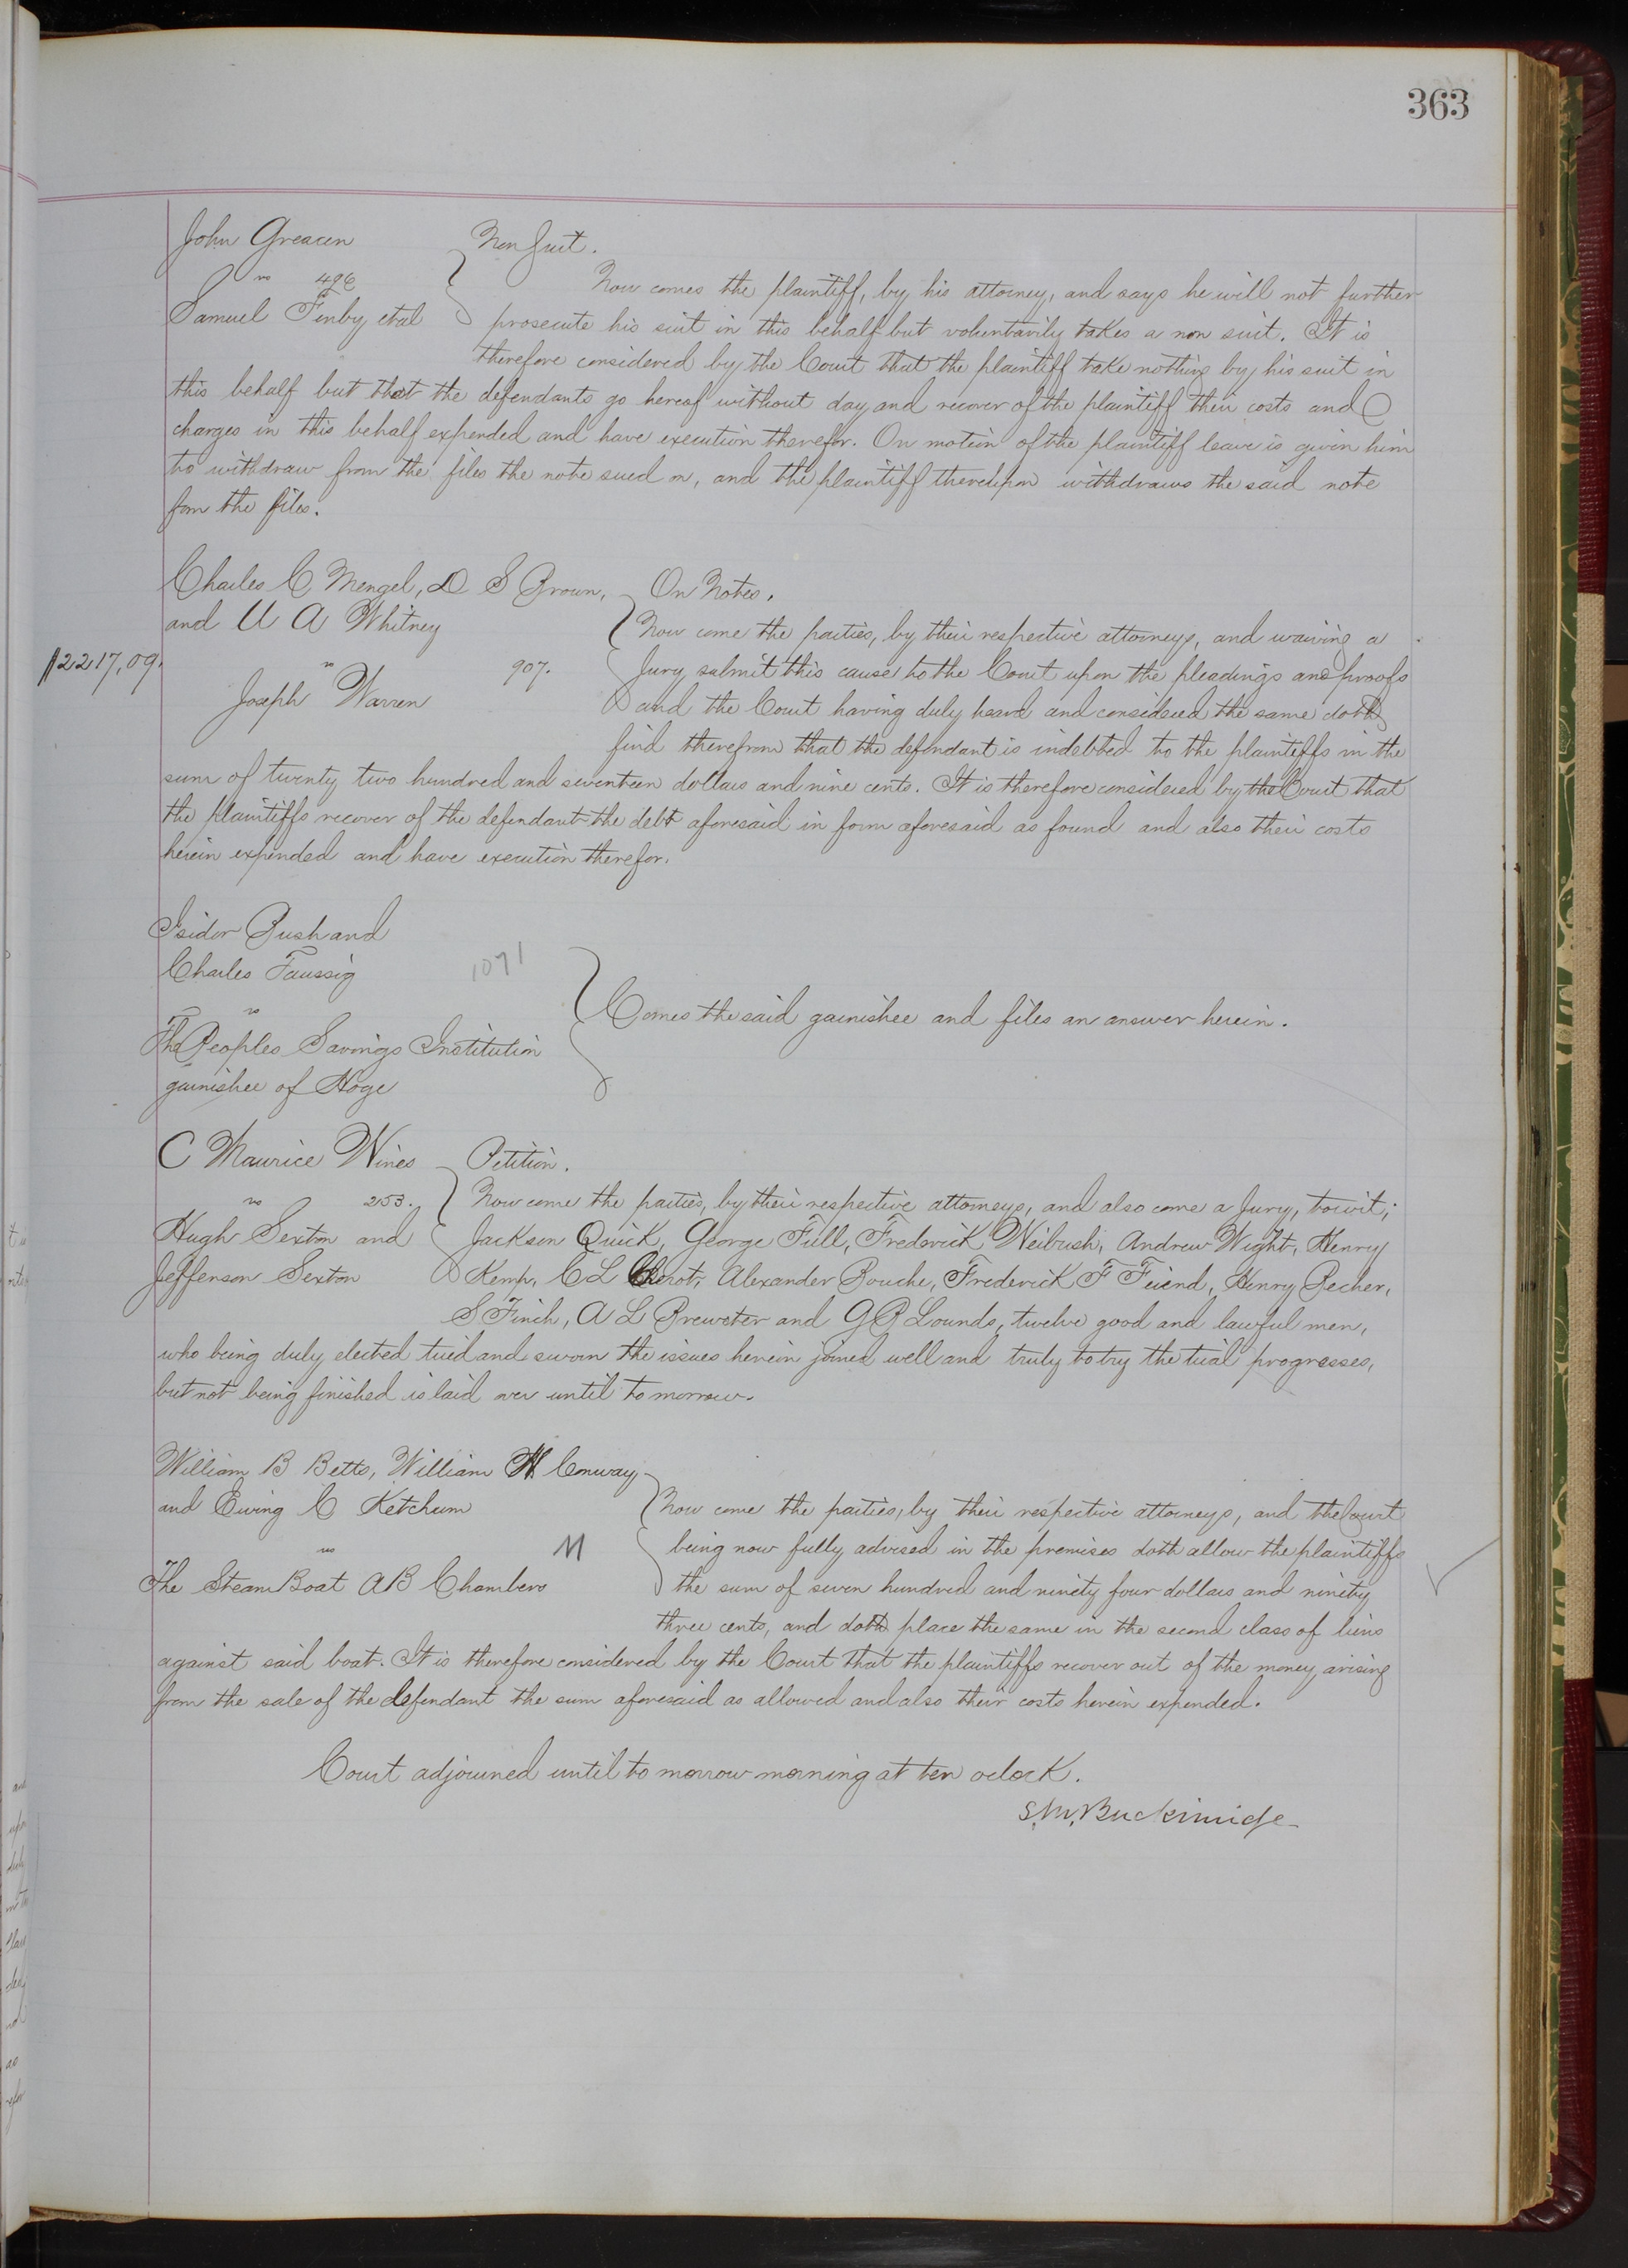 363
John Greacen Non Suit.
vs 426 Now comes the plaintiff, by his attorney, and says he will not further
Samuel Finby etal prosecute his suit in this behalf but voluntarily takes a non suit. It is
therefore considered by the Court that the plaintiff take nothing by his suit in
this behalf but that the defendants go hereof without day and recover of the plaintiff their costs and
charges in this behalf expended and have execution therefor. On motion of the plaintiff leave is given him
to withdraw from the files the note sued on, and the plaintiff thereupon withdraws the said note
from the files.
Charles C Mengel, D S Brown, On Notes.
and U A Whitney Now come the parties, by their respective attorneys, and waiving a
$2217,09. vs 907. Jury submit this cause to the Court upon the pleadings and proofs
Joseph Warren and the Court having duly heard and considered the same doth
find therefrom that the defendant is indebted to the plaintiffs in the
sum of twenty two hundred and seventeen dollars and nine cents. It is therefore considered by the Court that
the plaintiffs recover of the defendant the debt aforesaid in form aforesaid as found and also their costs
herein expended and have execution therefor.
Isidor Bush and
Charles Taussig 1071
vs Comes the said garnishee and files an answer herein.
The Peoples Savings Institution
garnishee of Hoge
C Maurice Wines Petition.
vs 253. Now come the parties, by their respective attorneys, and also come a Jury, towit;
Hugh Sexton and Jackson Quick, George Full, Frederick Weibush, Andrew Wight, Henry
Jefferson Sexton Kemp, C L Alexander Bouche, Frederick F Feiend, Henry Becher,
S Finch, A L Brewster and G R Lounds, twelve good and lawful men,
who being duly elected tried and sworn the issues herein joined well and truly to try the trial progresses,
but not being finished is laid over until tomorrow.
William B Betts, William H Conway
and Ewing C Ketchum Now come the parties, by their respective attorneys, and the Court
vs M being now fully advised in the premises doth allow the plaintiffs
The Steam Boat A B Chambers the sum of seven hundred and ninety four dollars and ninety
three cents, and doth place the same in the second class of liens
against said boat. It is therefore considered by the Court that the plaintiffs recover out of the money arising
from the sale of the defendant the sum aforesaid as allowed and also their costs herein expended.
Court adjourned until to morrow morning at ten oclock.
S. M. Breckinridge